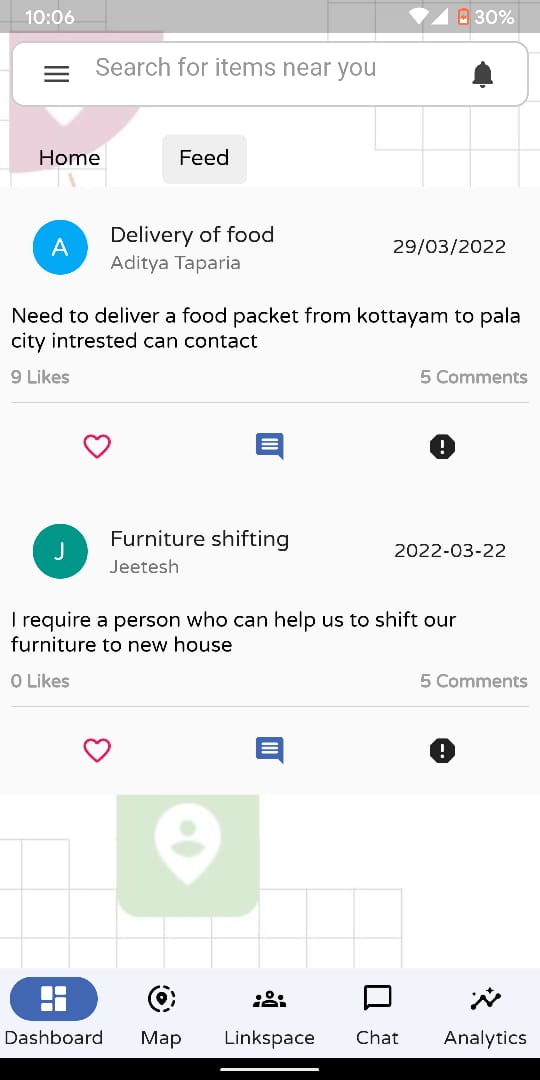 10:06
30%
Search for items near you
Home
Feed
A
Delivery of food
Aditya Taparia
29/03/2022
Need to deliver a food packet from kottayam to pala
city intrested can contact
9 Likes
5 Comments
J
Furniture shifting
Jeetesh
2022-03-22
I require a person who can help us to shift our
furniture to new house
0 Likes
5 Comments
Dashboard
Map
Linkspace
Chat
Analytics